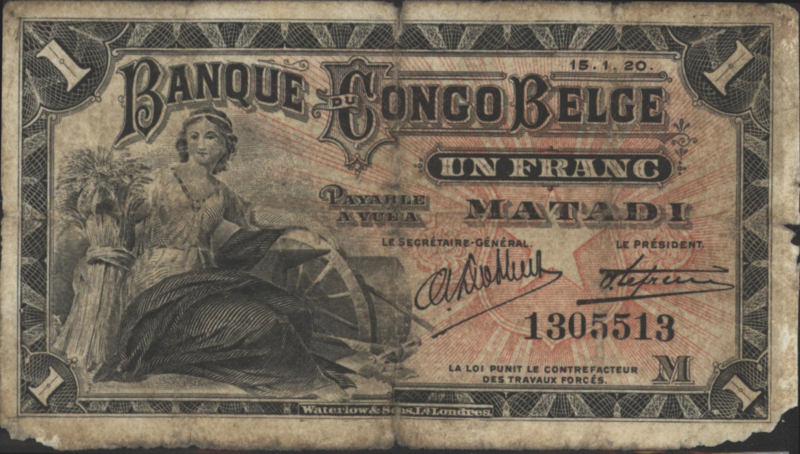 1 1
15.1.20.
BANQUE DU CONGO BELGE
UN FRANC
PAYABLE
A VUE A MATADI
LE SECRÉTAIRE-GÉNÉRAL. LE PRÉSIDENT.
1305513
LA LOI PUNIT LE CONTREFACTEUR
DES TRAVAUX FORCÉS. M
1 1
Waterlow & Sons, Ld Londres.